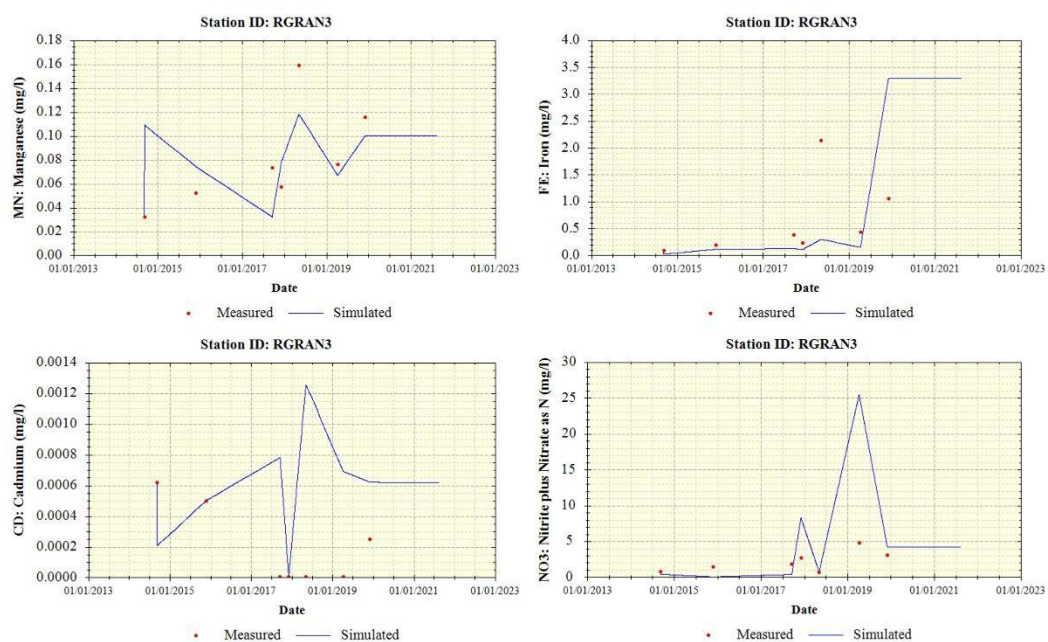 Station ID: RGRAN3
MN: Manganese (mg/l)
0.18
0.16
0.14
0.12
0.10
0.08
0.06
0.04
0.02
0.00
01/01/2013 01/01/2015 01/01/2017 01/01/2019 01/01/2021 01/01/2023
Date
Measured Simulated
Station ID: RGRAN3
FE: Iron (mg/l)
4.0
3.5
3.0
2.5
2.0
1.5
1.0
0.5
0.0
01/01/2013 01/01/2015 01/01/2017 01/01/2019 01/01/2021 01/01/2023
Date
Measured Simulated
Station ID: RGRAN3
CD: Cadmium (mg/l)
0.0014
0.0012
0.0010
0.0008
0.0006
0.0004
0.0002
0.0000
01/01/2013 01/01/2015 01/01/2017 01/01/2019 01/01/2021 01/01/2023
Date
Measured Simulated
Station ID: RGRAN3
NO3: Nitrite plus Nitrate as N (mg/l)
30
25
20
15
10
5
0
01/01/2013 01/01/2015 01/01/2017 01/01/2019 01/01/2021 01/01/2023
Date
Measured Simulated